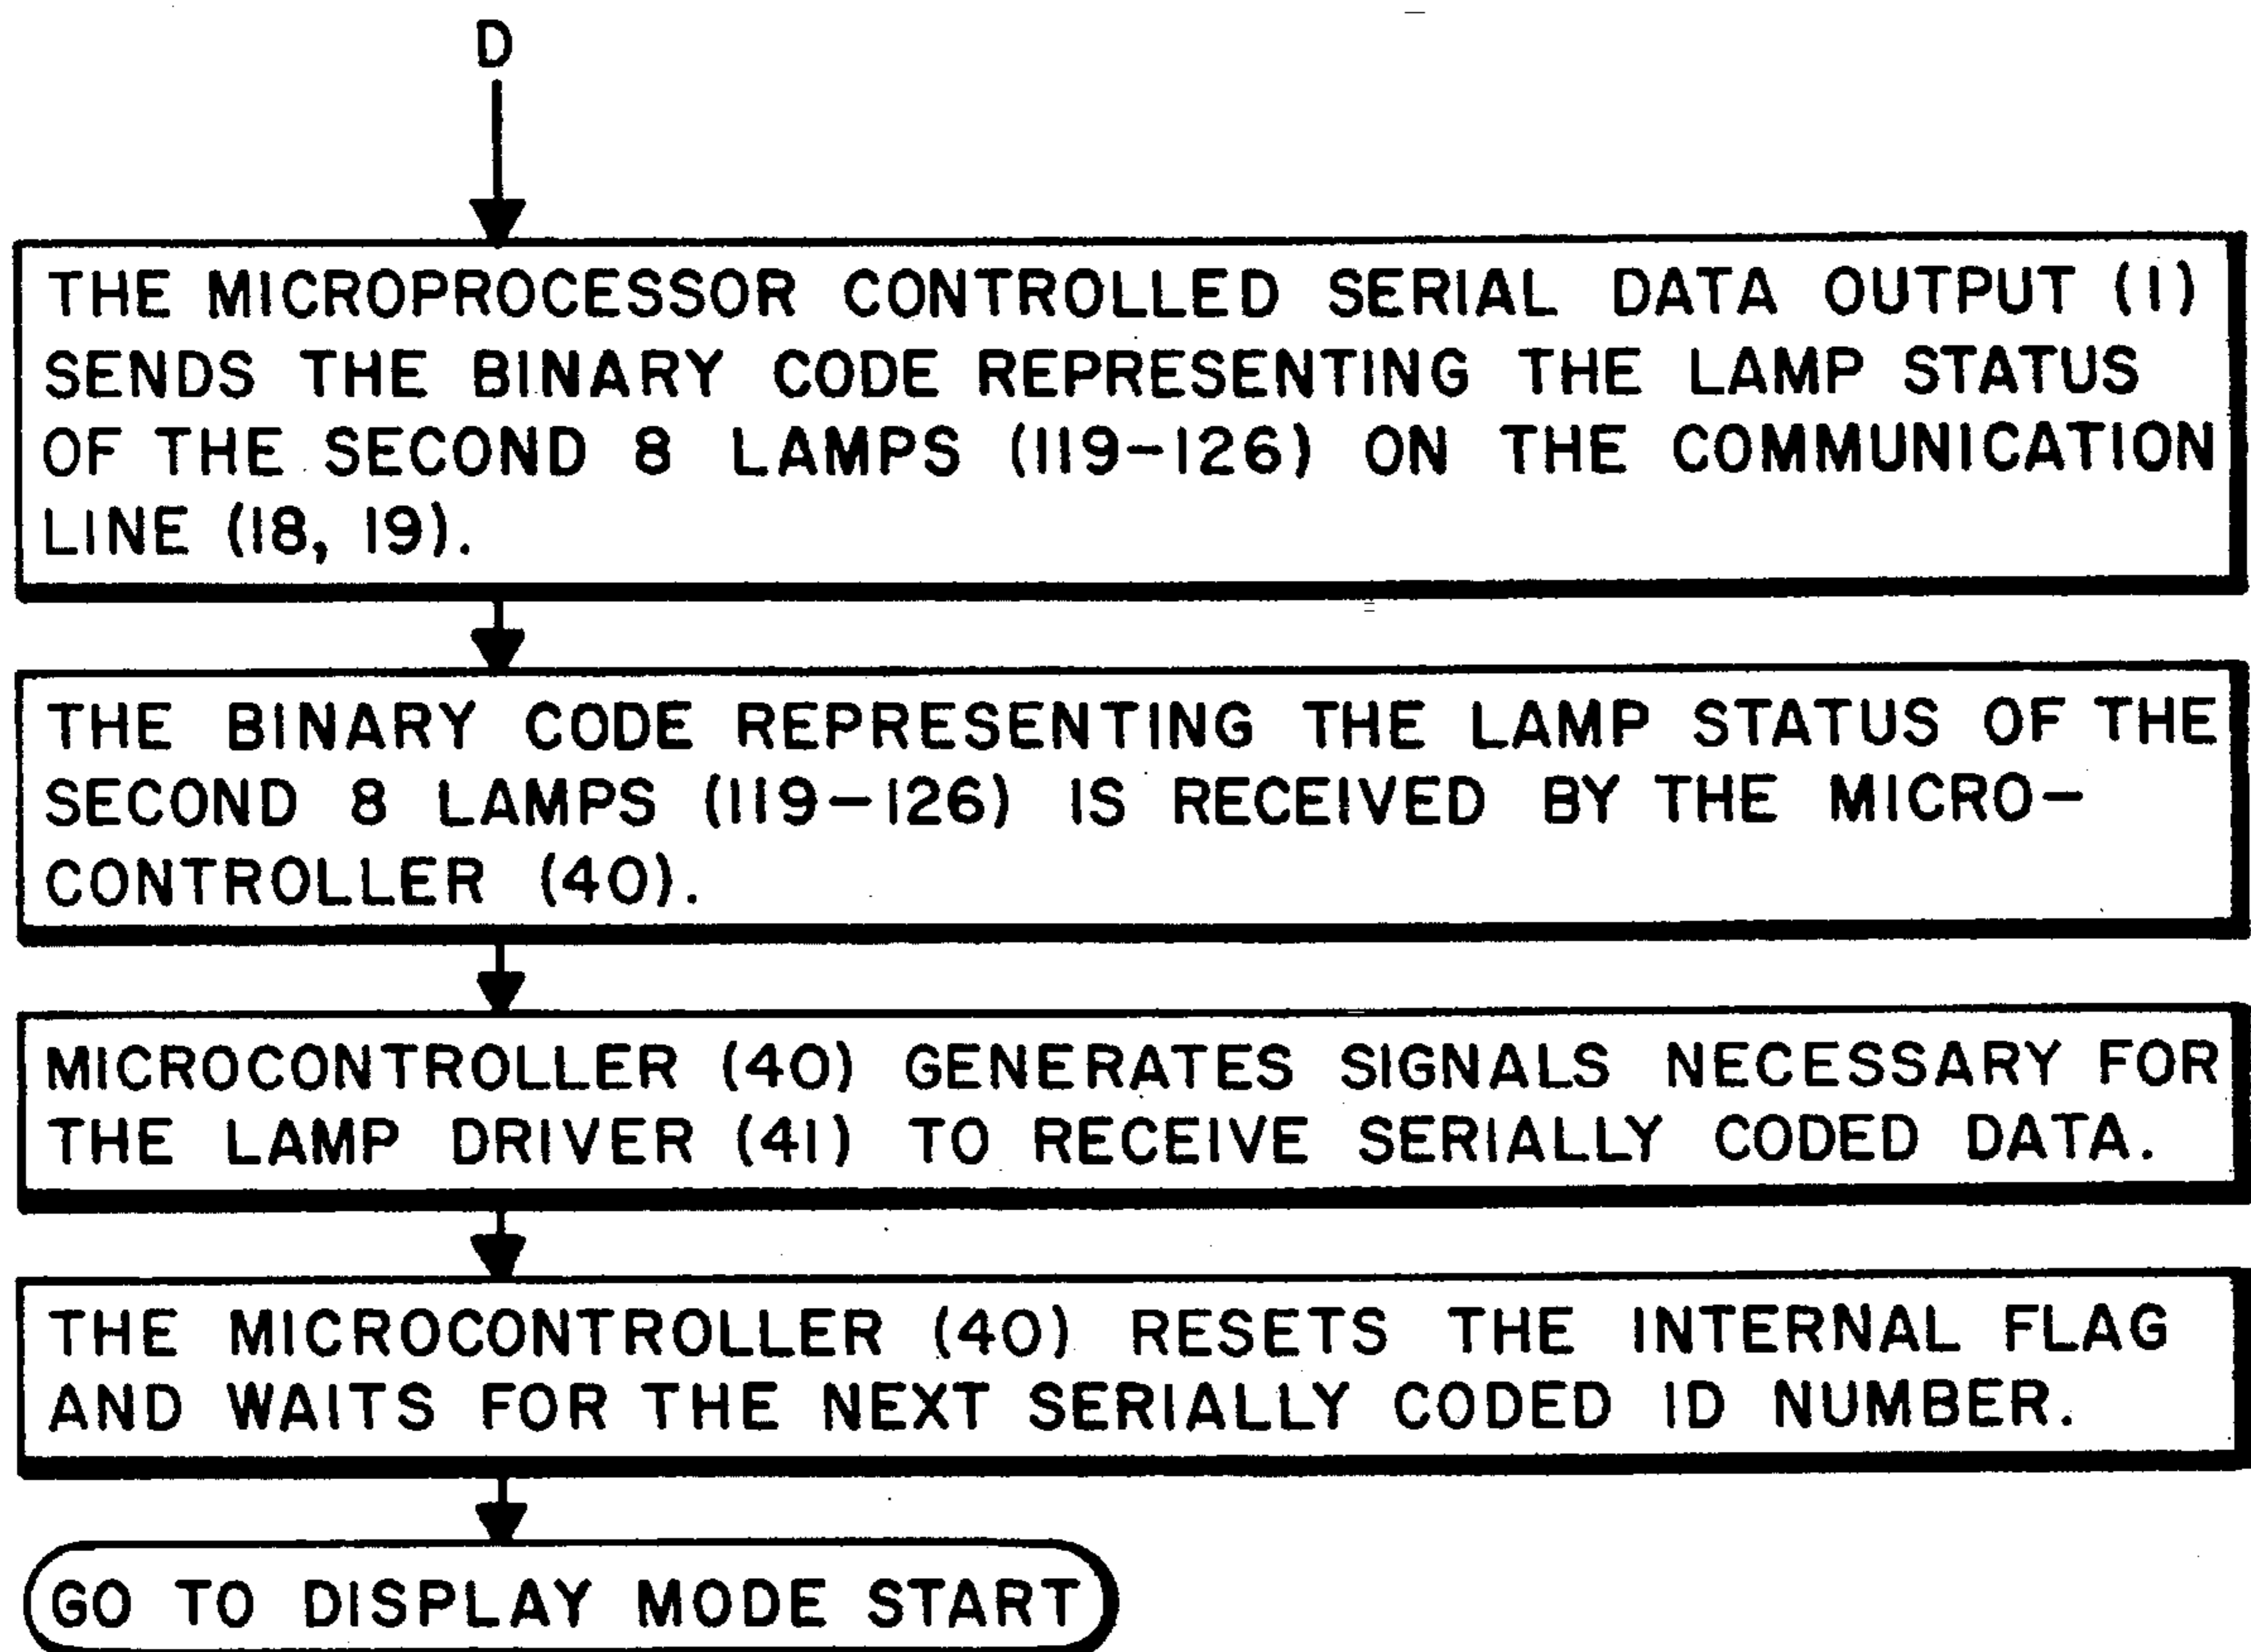 D
THE MICROPROCESSOR CONTROLLED SERIAL DATA OUTPUT (1)
SENDS THE BINARY CODE REPRESENTING THE LAMP STATUS
OF THE SECOND 8 LAMPS (119-126) ON THE COMMUNICATION
LINE (18, 19).
THE BINARY CODE REPRESENTING THE LAMP STATUS OF THE
SECOND 8 LAMPS (119-126) IS RECEIVED BY THE MICRO-
CONTROLLER (40).
MICROCONTROLLER (40) GENERATES SIGNALS NECESSARY FOR
THE LAMP DRIVER (41) TO RECEIVE SERIALLY CODED DATA.
THE MICROCONTROLLER (40) RESETS THE INTERNAL FLAG
AND WAITS FOR THE NEXT SERIALLY CODED ID NUMBER.
GO TO DISPLAY MODE START